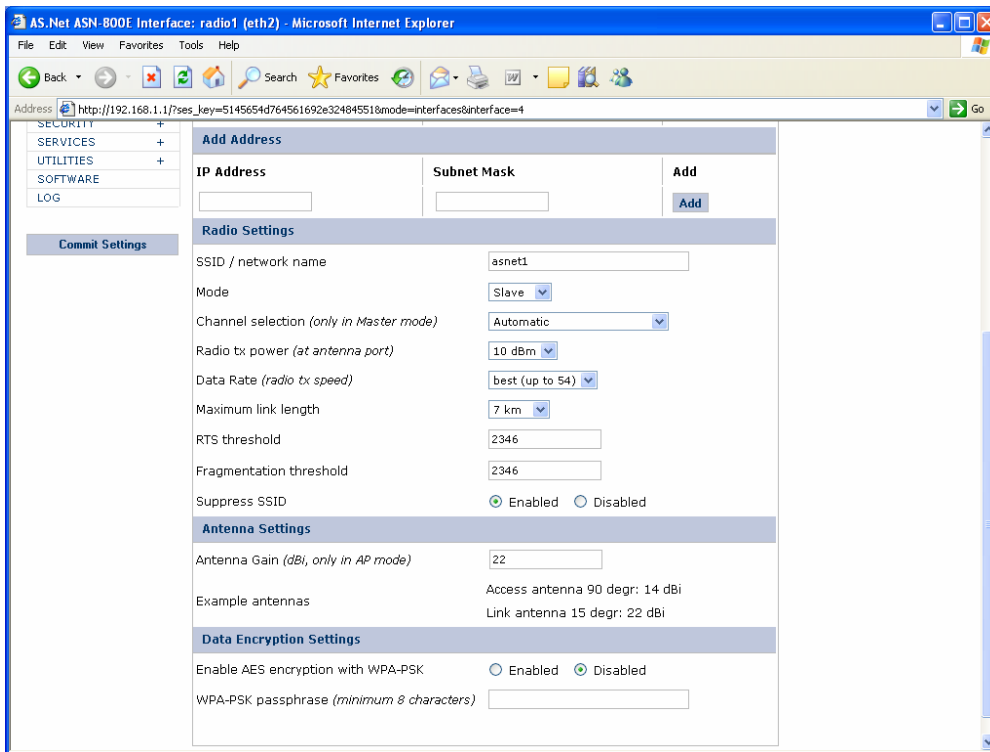 AS.Net ASN-800E Interface: radio1 (eth2) - Microsoft Internet Explorer
File Edit View Favorites Tools Help
Back Search Favorites
Address http://192.168.1.1/?ses_key=5145654d764561692e32484551&mode=interfaces&interface=4 Go
SECURITY +
SERVICES +
UTILITIES +
SOFTWARE
LOG
Commit Settings
Add Address
IP Address Subnet Mask Add
Add
Radio Settings
SSID / network name asnet1
Mode Slave
Channel selection (only in Master mode) Automatic
Radio tx power (at antenna port) 10 dBm
Data Rate (radio tx speed) best (up to 54)
Maximum link length 7 km
RTS threshold 2346
Fragmentation threshold 2346
Suppress SSID Enabled Disabled
Antenna Settings
Antenna Gain (dBi, only in AP mode) 22
Example antennas Access antenna 90 degr: 14 dBi
Link antenna 15 degr: 22 dBi
Data Encryption Settings
Enable AES encryption with WPA-PSK Enabled Disabled
WPA-PSK passphrase (minimum 8 characters)